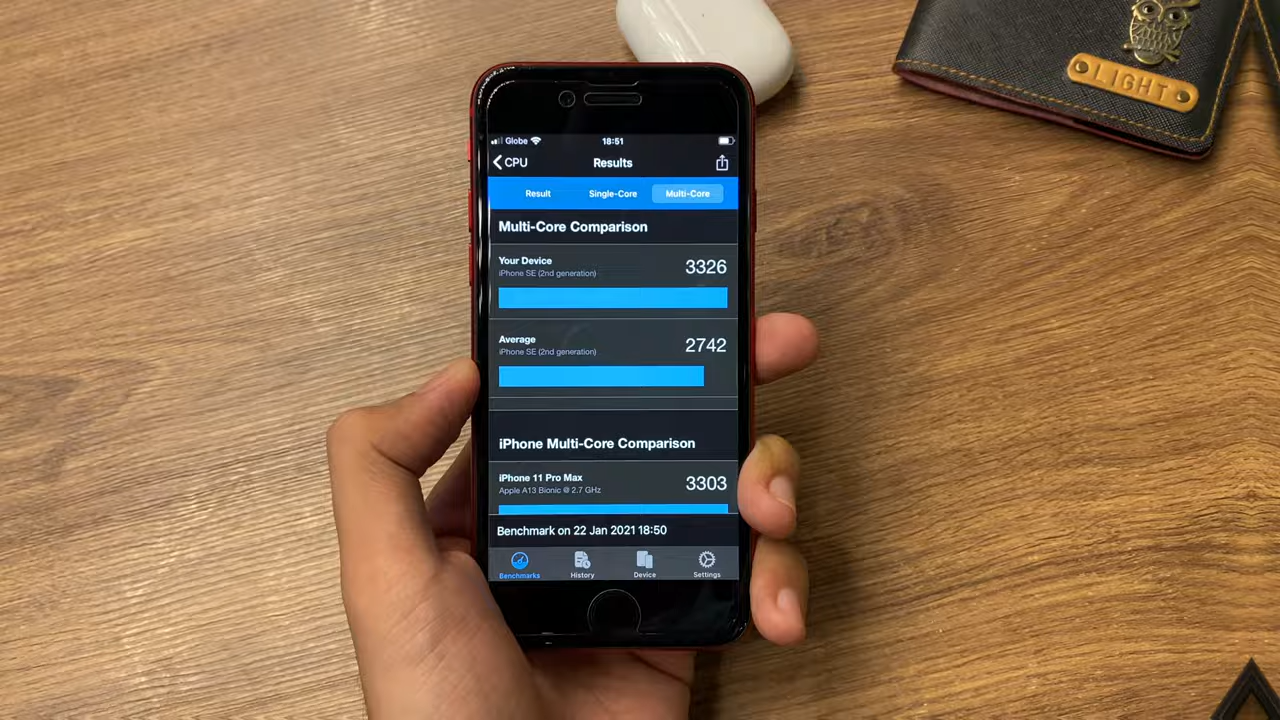 LIGHT
Globe 18:51
CPU Results
Result Single-Core Multi-Core
Multi-Core Comparison
Your Device 3326
iPhone SE (2nd generation)
Average 2742
iPhone SE (2nd generation)
iPhone Multi-Core Comparison
iPhone 11 Pro Max 3303
Apple A13 Bionic @ 2.7 GHz
Benchmark on 22 Jan 2021 18:50
Benchmarks History Device Settings